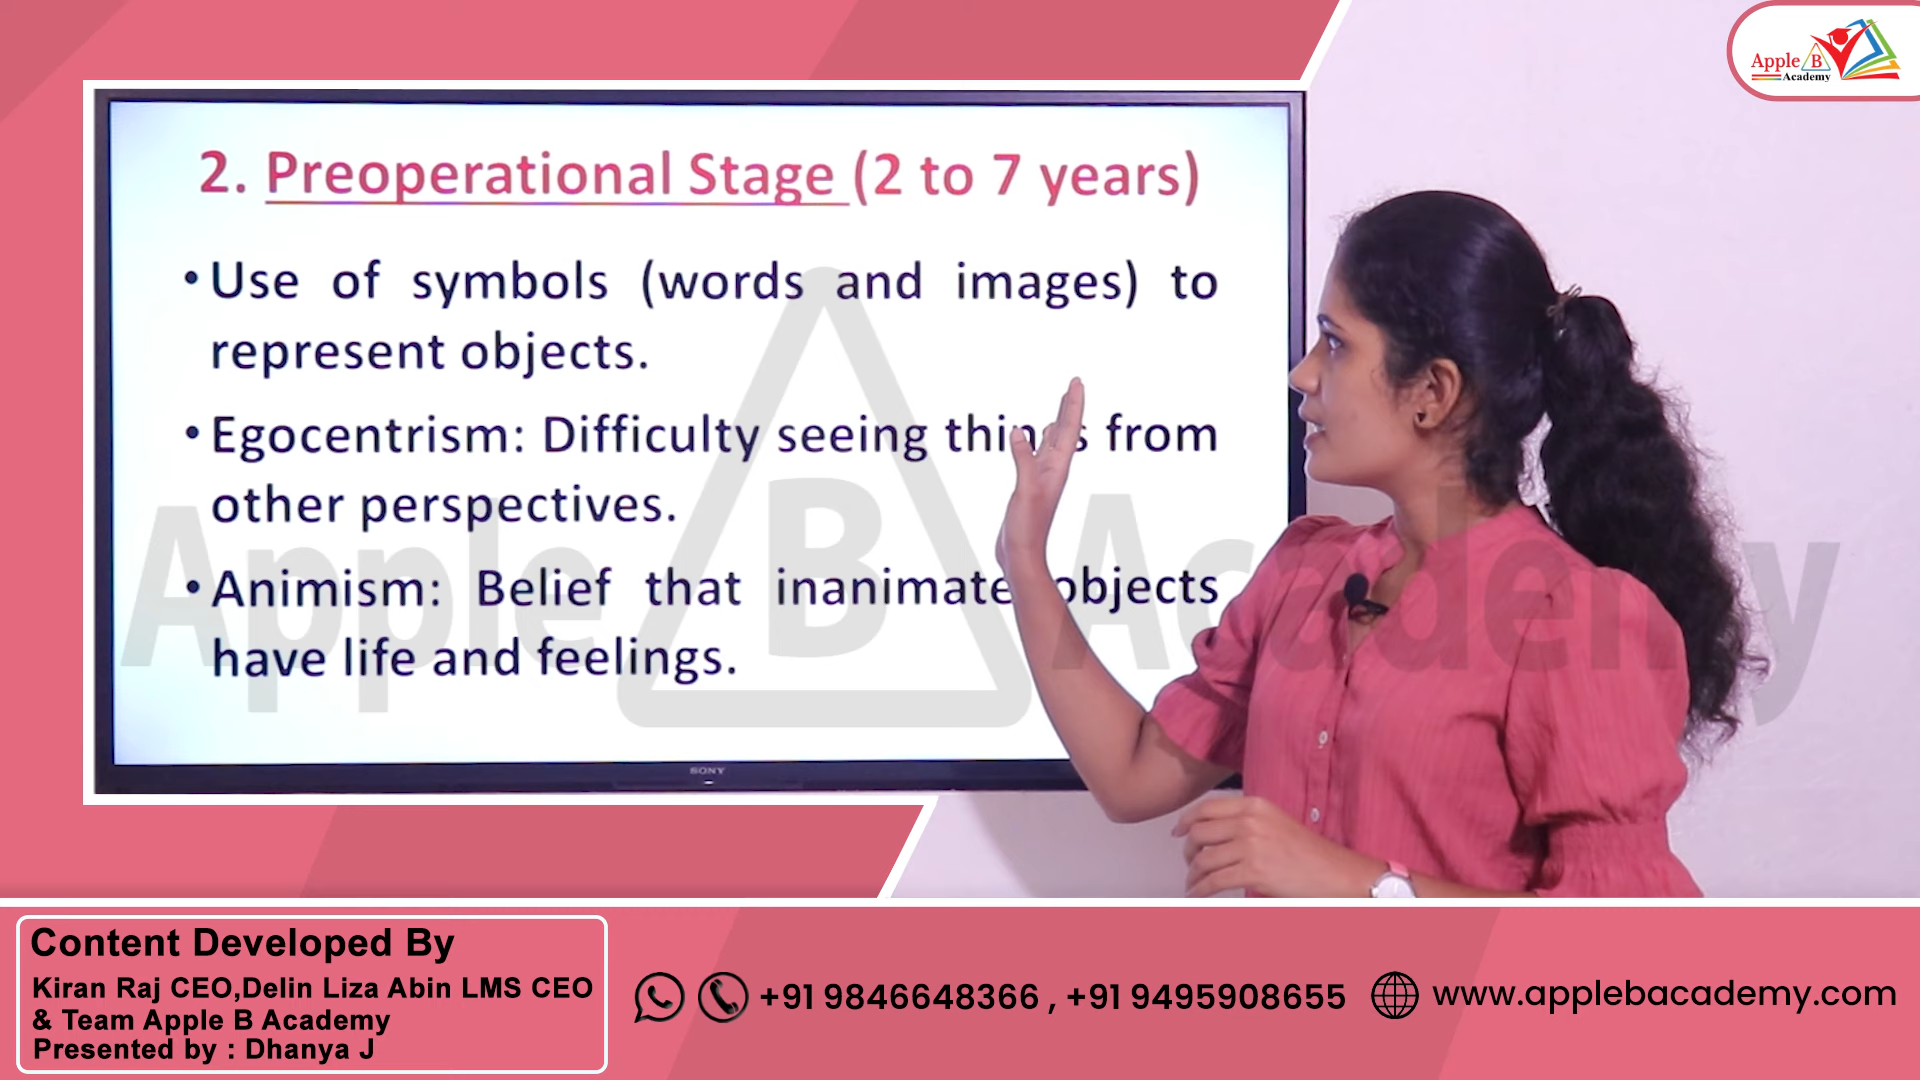 Apple B
Academy
2. Preoperational Stage (2 to 7 years)
• Use of symbols (words and images) to
represent objects.
• Egocentrism: Difficulty seeing things from
other perspectives.
• Animism: Belief that inanimate objects
have life and feelings.
Apple B Academy
SONY
Content Developed By
Kiran Raj CEO,Delin Liza Abin LMS CEO
& Team Apple B Academy
Presented by : Dhanya J
+91 9846648366 , +91 9495908655
www.applebacademy.com